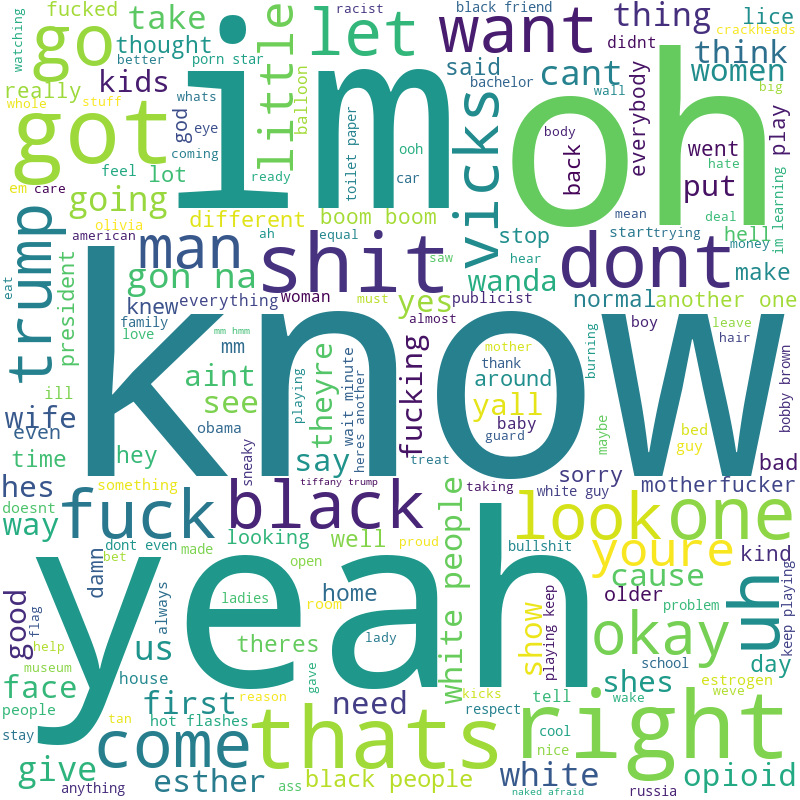 watching
fucked
take
racist
black friend
thing
lice
go
im
let
want
didnt
crackheads
thought
better
porn star
said
think
really
kids
little
balloon
bachelor
cant
wall
women
big
whole
stuff
whats
god
eye
toilet paper
oh
everybody
play
got
coming
ooh
vicks
body
back
went
hate
em
care
feel
lot
ready
car
put
im learning
going
different
boom boom
mean
deal
olivia
american
ah
equal
stop
start
trying
hell
trump
man
shit
saw
hear
dont
money
make
eat
president
gon na
wanda
knew
everything
woman
must
yes
publicist
normal
another one
family
love
mm hmm
know
almost
boy
leave
hair
mm
mother
thank
burning
bobby brown
ill
aint
theyre
wait minute
heres another
playing
fucking
around
wife
see
yall
bed
guy
even
obama
baby
guard
maybe
time
hey
sneaky
say
treat
sorry
bad
hes
something
tiffany trump
taking
white guy
motherfucker
doesnt
way
fuck
black
look
one
dont even
made
looking
well
proud
bullshit
youre
kind
bet
damn
open
white people
cause
uh
keep playing
good
flag
always
ladies
home
room
yeah
show
playing keep
older
problem
us
theres
lady
okay
day
help
museum
house
school
face
reason
gave
shes
estrogen
people
first
need
kicks
tell
wake
weve
stay
tan
hot flashes
respect
cool
nice
right
come
thats
give
esther
ass
black people
white
opioid
anything
naked afraid
russia